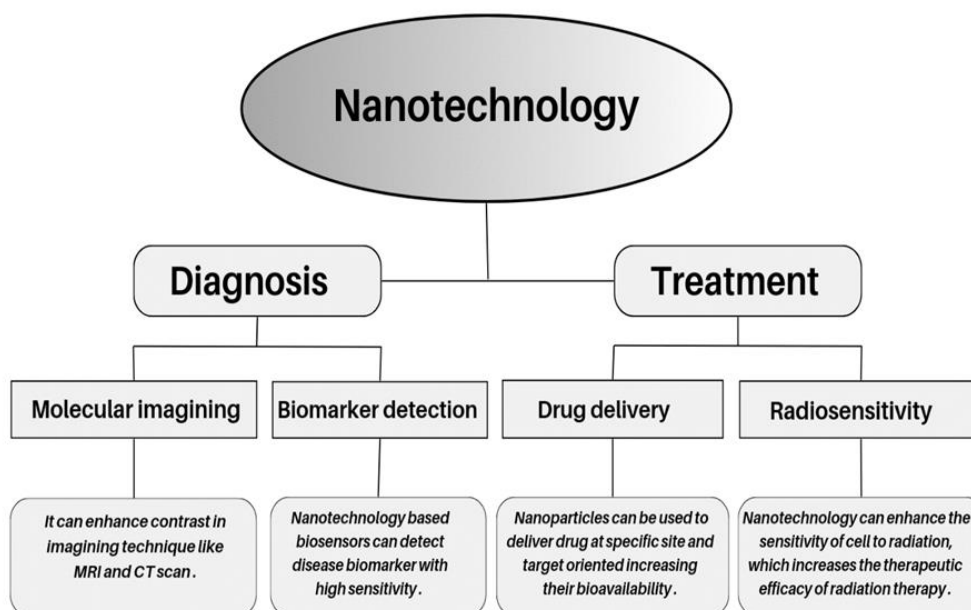 Nanotechnology
Diagnosis
Treatment
Molecular imagining
Biomarker detection
Drug delivery
Radiosensitivity
It can enhance contrast in
imagining technique like
MRI and CT scan .
Nanotechnology based
biosensors can detect
disease biomarker with
high sensitivity .
Nanoparticles can be used to
deliver drug at specific site and
target oriented increasing
their bioavailability .
Nanotechnology can enhance the
sensitivity of cell to radiation,
which increases the therapeutic
efficacy of radiation therapy .